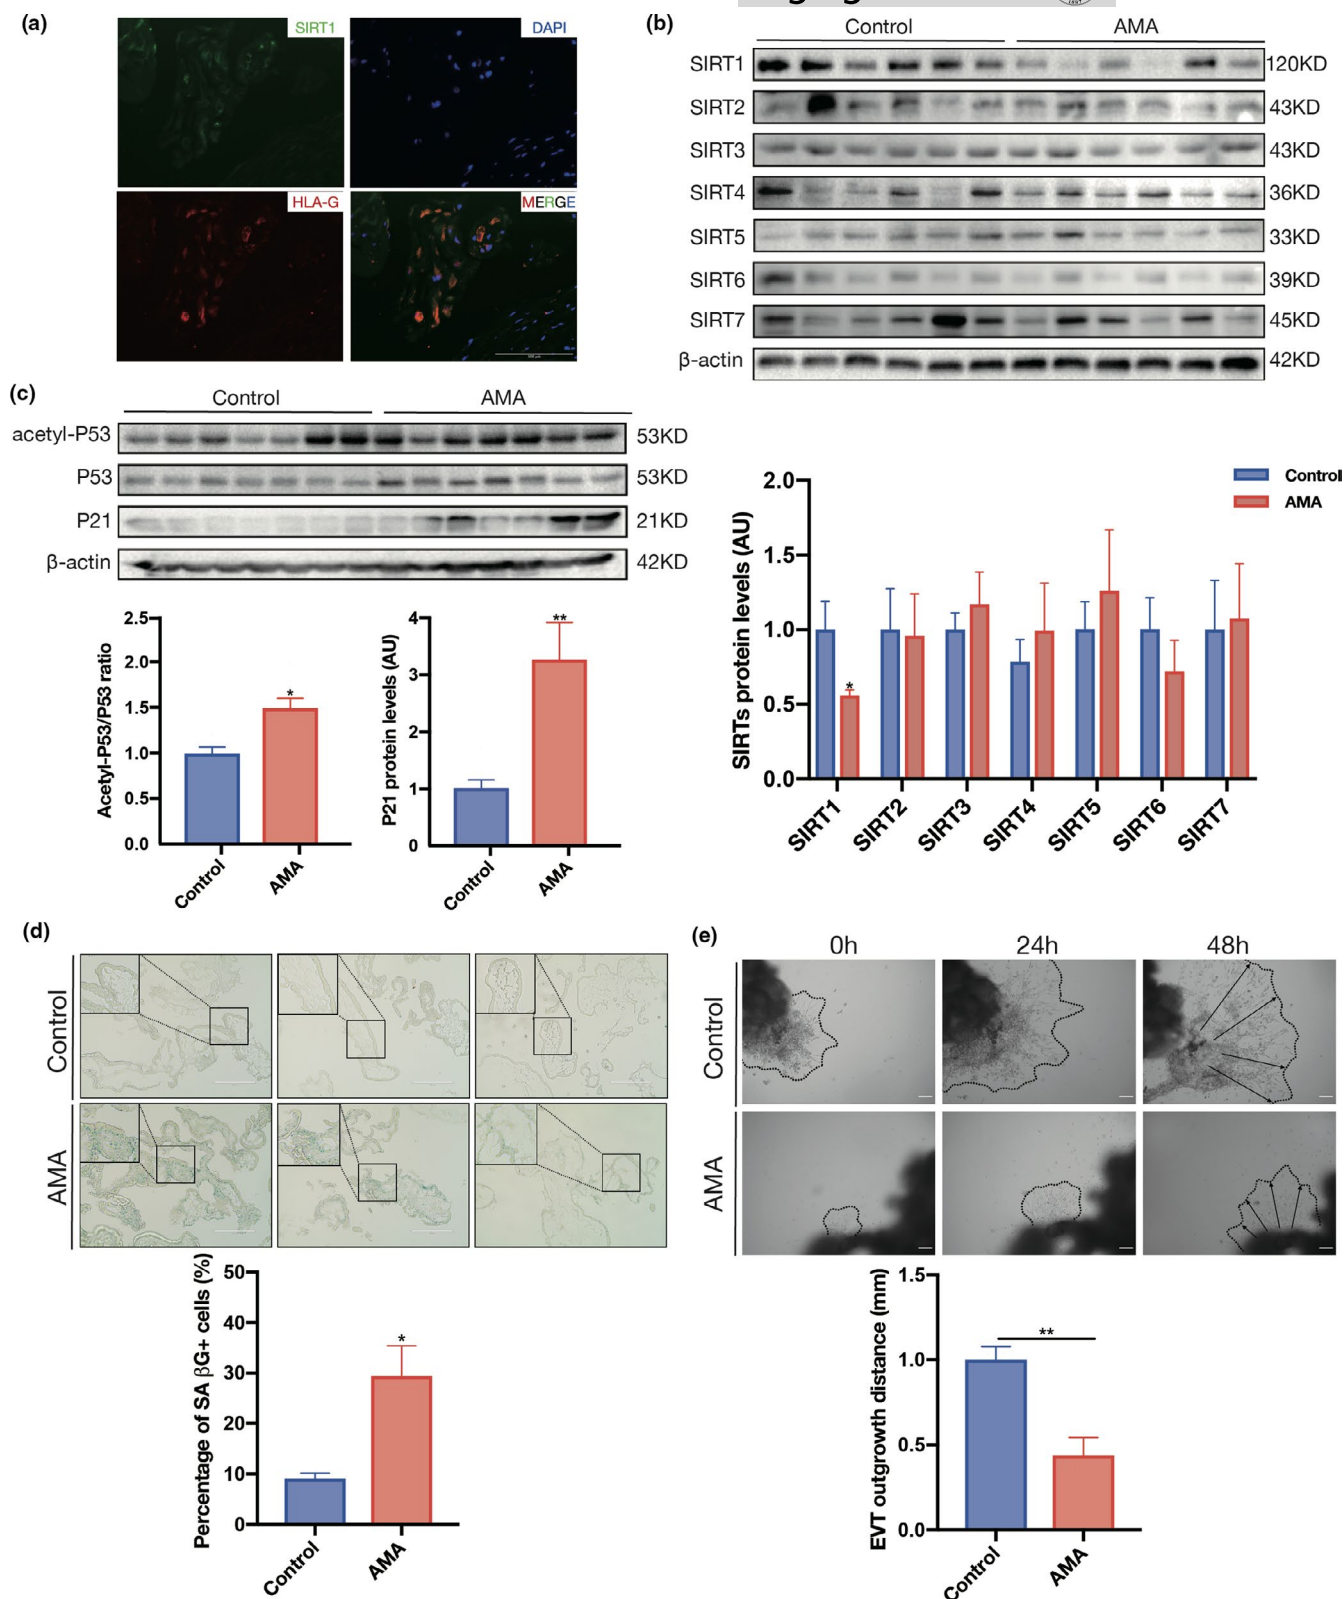 (a)
SIRT1
DAPI
HLA-G
MERGE
(b)
Control AMA
SIRT1 120KD
SIRT2 43KD
SIRT3 43KD
SIRT4 36KD
SIRT5 33KD
SIRT6 39KD
SIRT7 45KD
β-actin 42KD
(c)
Control AMA
acetyl-P53 53KD
P53 53KD
P21 21KD
β-actin 42KD
Acetyl-P53/P53 ratio
2.5
2.0
1.5
1.0
0.5
0.0
*
Control
AMA
P21 protein levels (AU)
4
3
2
1
0
**
Control
AMA
SIRTs protein levels (AU)
2.0
1.5
1.0
0.5
0.0
*
Control
AMA
SIRT1
SIRT2
SIRT3
SIRT4
SIRT5
SIRT6
SIRT7
(d)
Control
AMA
Percentage of SA βG+ cells (%)
50
40
30
20
10
0
*
Control
AMA
(e)
0h 24h 48h
Control
AMA
EVT outgrowth distance (mm)
1.5
1.0
0.5
0.0
**
Control
AMA